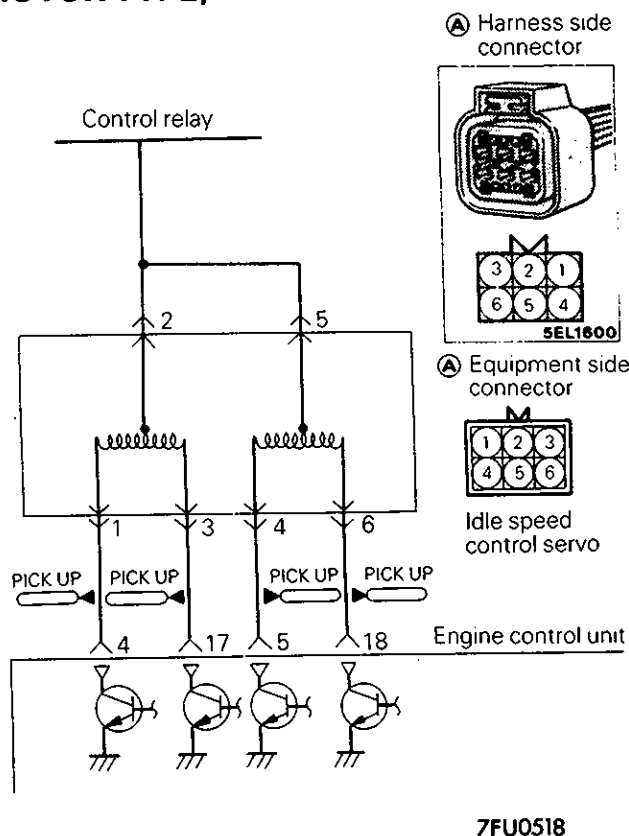 Ⓐ Harness side
connector
Control relay
3 2 1
6 5 4
5EL1600
2 5
Ⓐ Equipment side
connector
1 2 3
4 5 6
Idle speed
control servo
1 3 4 6
PICK UP PICK UP PICK UP PICK UP
4 17 5 18 Engine control unit
7FU0518